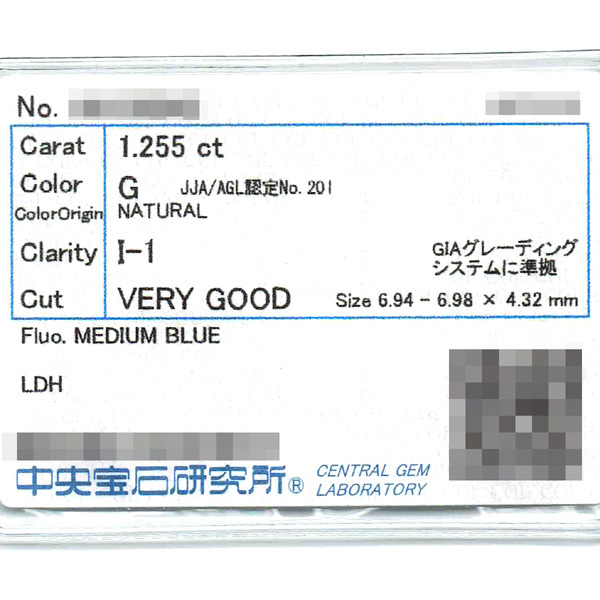 No.
Carat 1.255 ct
Color G JJA/AGL認定No.201
ColorOrigin NATURAL
Clarity I-1 GIAグレーディング
システムに準拠
Cut VERY GOOD Size 6.94 - 6.98 × 4.32 mm
Fluo. MEDIUM BLUE
LDH
中央宝石研究所® CENTRAL GEM
LABORATORY